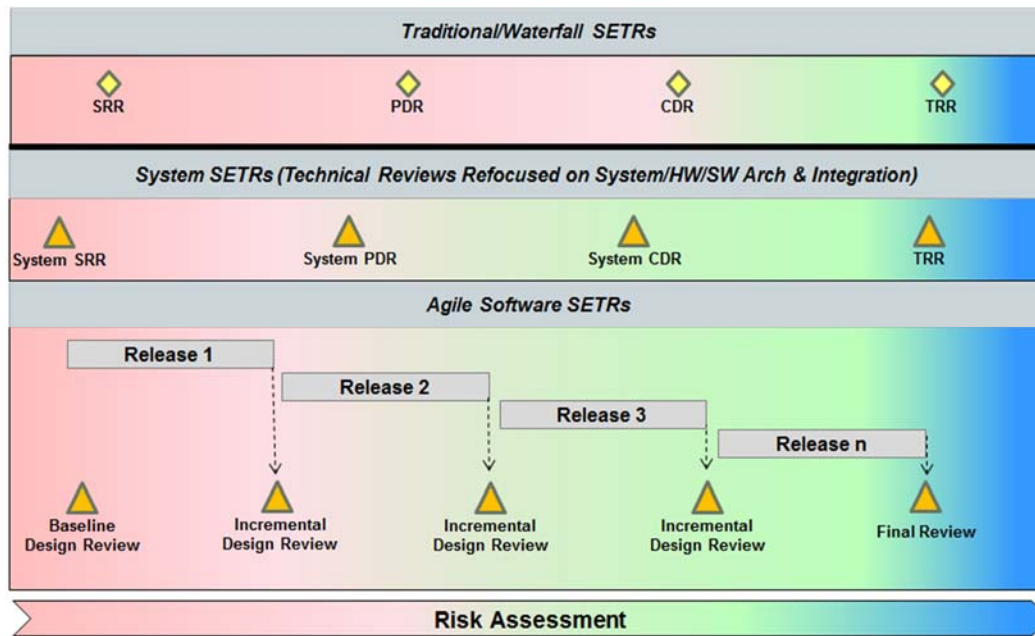 Traditional/Waterfall SETRs
SRR
PDR
CDR
TRR
System SETRs (Technical Reviews Refocused on System/HW/SW Arch & Integration)
System SRR
System PDR
System CDR
TRR
Agile Software SETRs
Release 1
Release 2
Release 3
Release n
Baseline
Design Review
Incremental
Design Review
Incremental
Design Review
Incremental
Design Review
Final Review
Risk Assessment